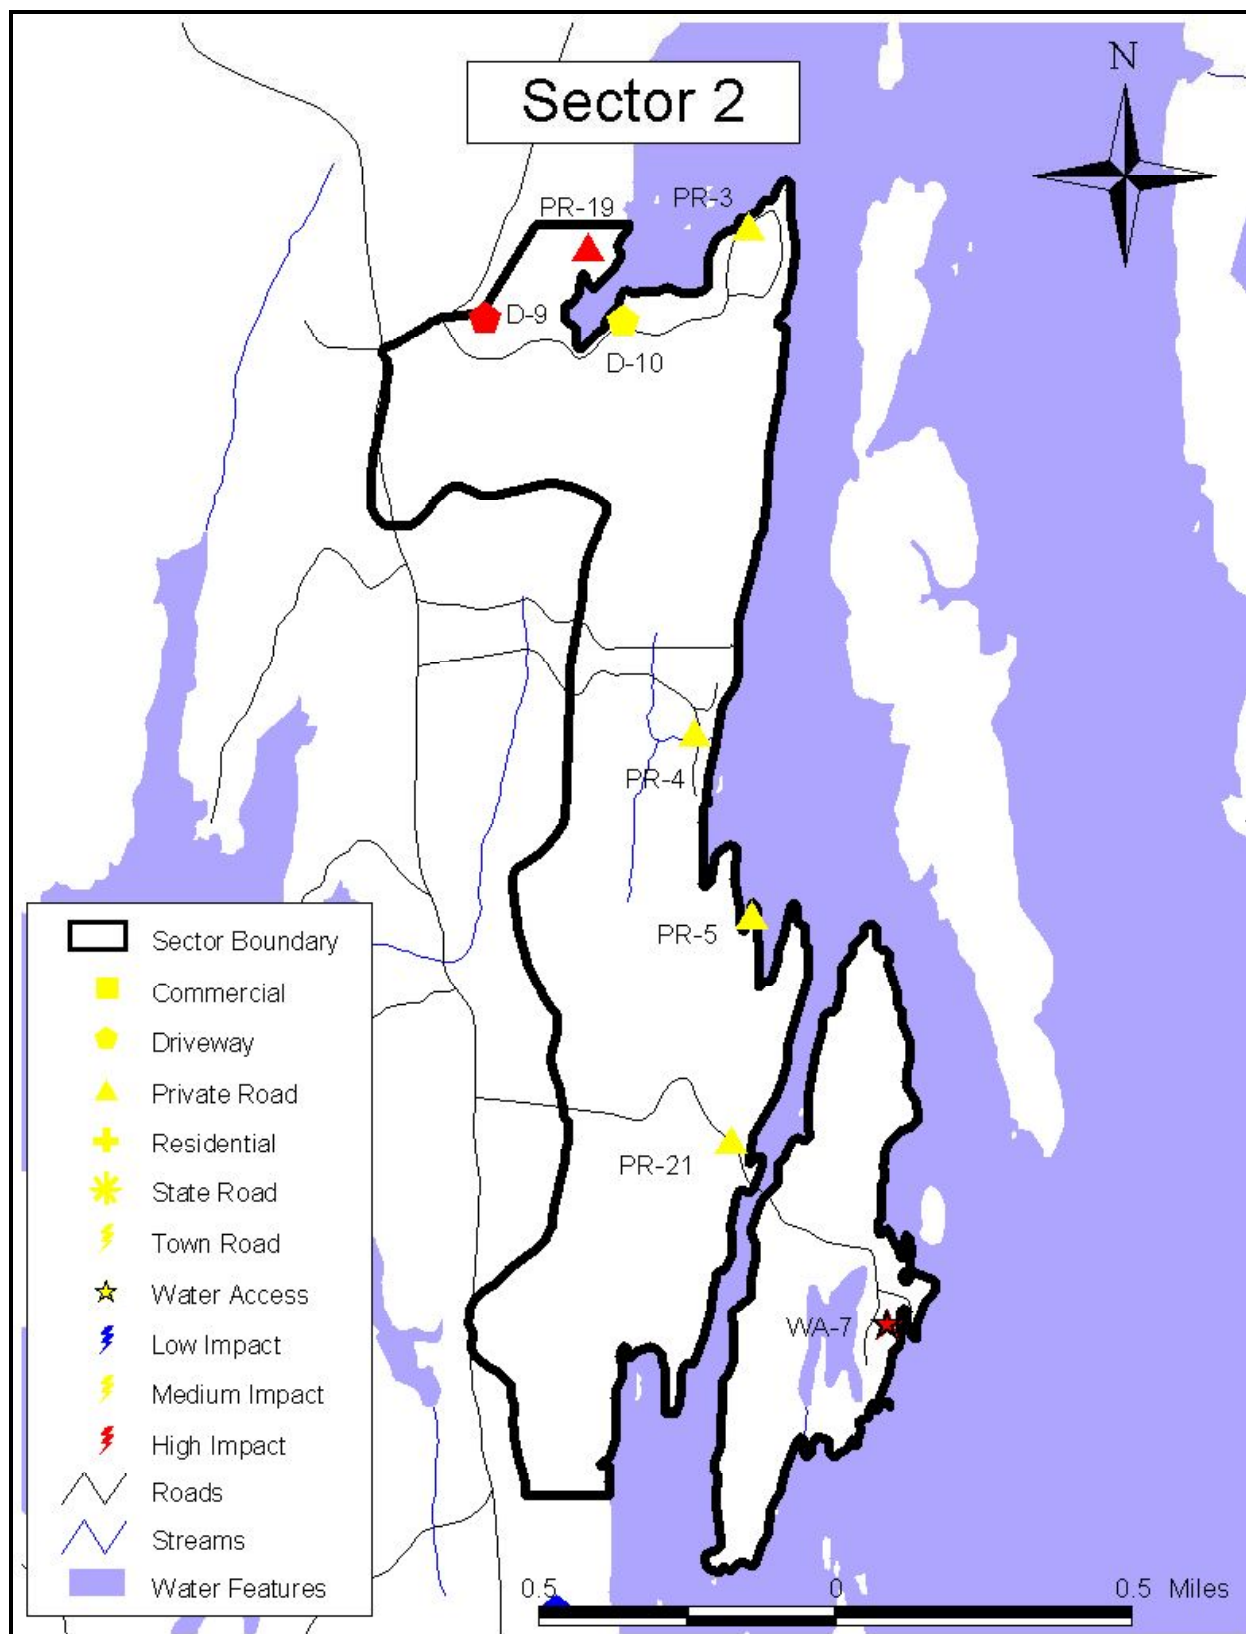 Sector 2
N
PR-19
PR-3
D-9
D-10
PR-4
PR-5
PR-21
WA-7
Sector Boundary
Commercial
Driveway
Private Road
Residential
State Road
Town Road
Water Access
Low Impact
Medium Impact
High Impact
Roads
Streams
Water Features
0.5 0 0.5 Miles